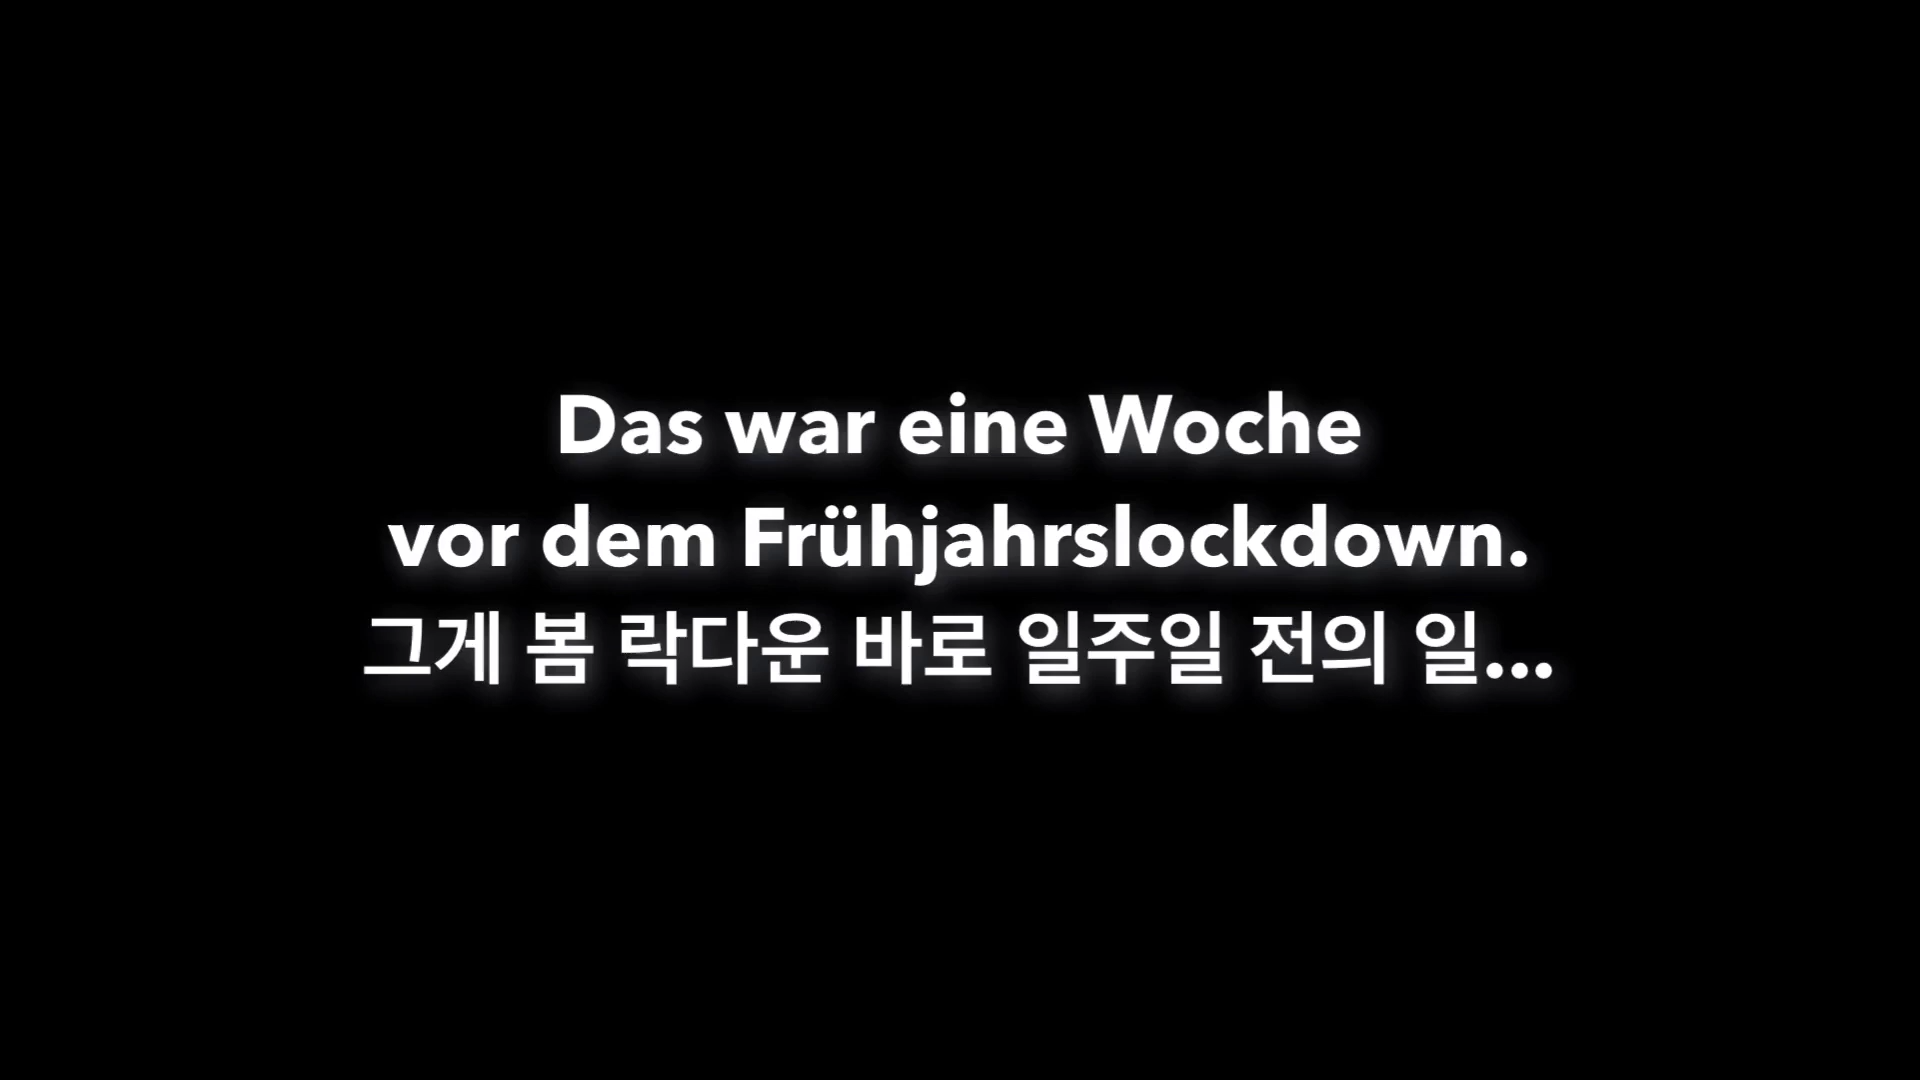 Das war eine Woche
vor dem Frühjahrslockdown.
그게 봄 락다운 바로 일주일 전의 일...